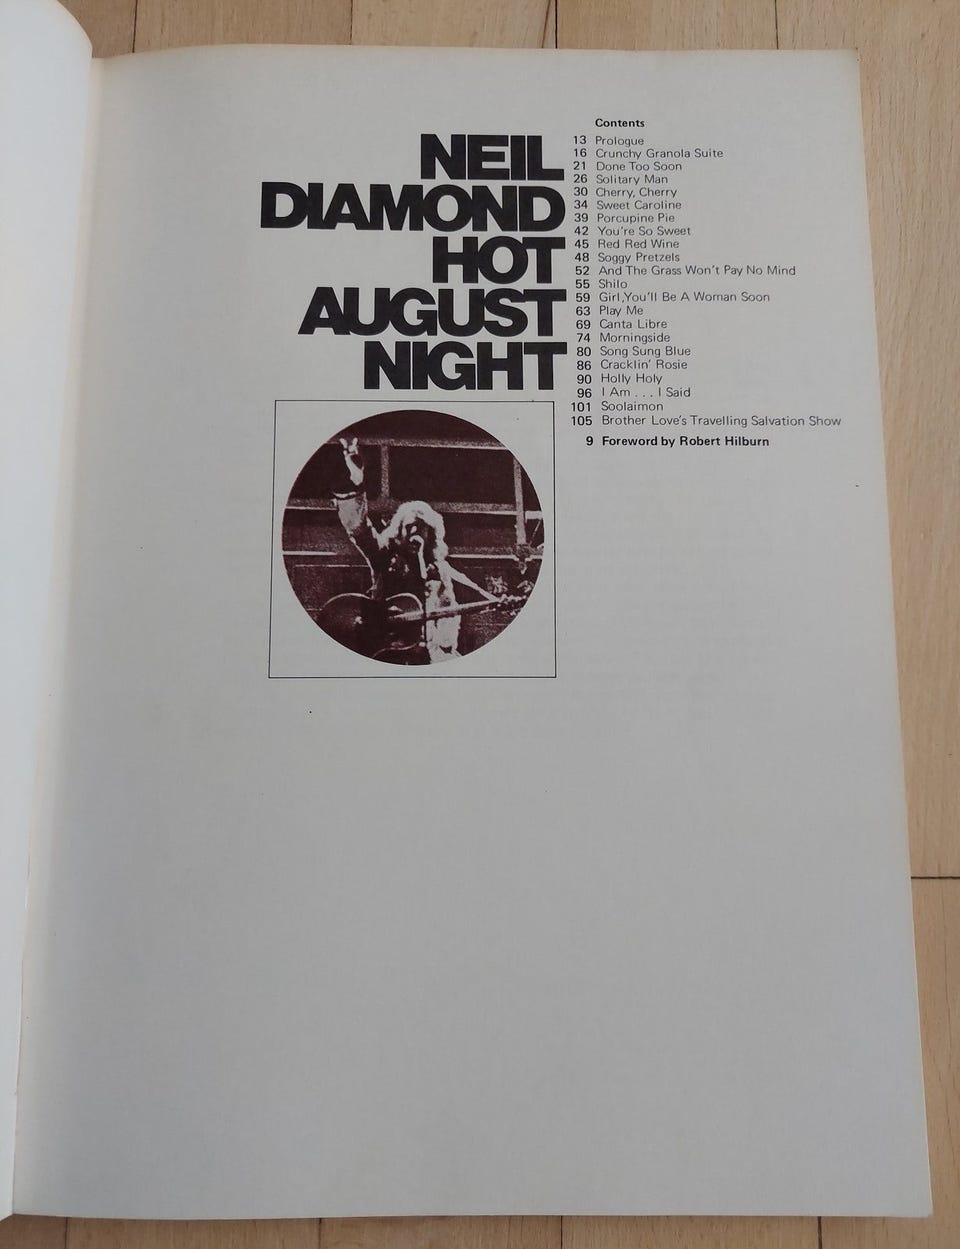 NEIL
DIAMOND
HOT
AUGUST
NIGHT
Contents
13 Prologue
16 Crunchy Granola Suite
21 Done Too Soon
26 Solitary Man
30 Cherry, Cherry
34 Sweet Caroline
39 Porcupine Pie
42 You're So Sweet
45 Red Red Wine
48 Soggy Pretzels
52 And The Grass Won't Pay No Mind
55 Shilo
59 Girl,You'll Be A Woman Soon
63 Play Me
69 Canta Libre
74 Morningside
80 Song Sung Blue
86 Cracklin' Rosie
90 Holly Holy
96 I Am . . . I Said
101 Soolaimon
105 Brother Love's Travelling Salvation Show
9 Foreword by Robert Hilburn